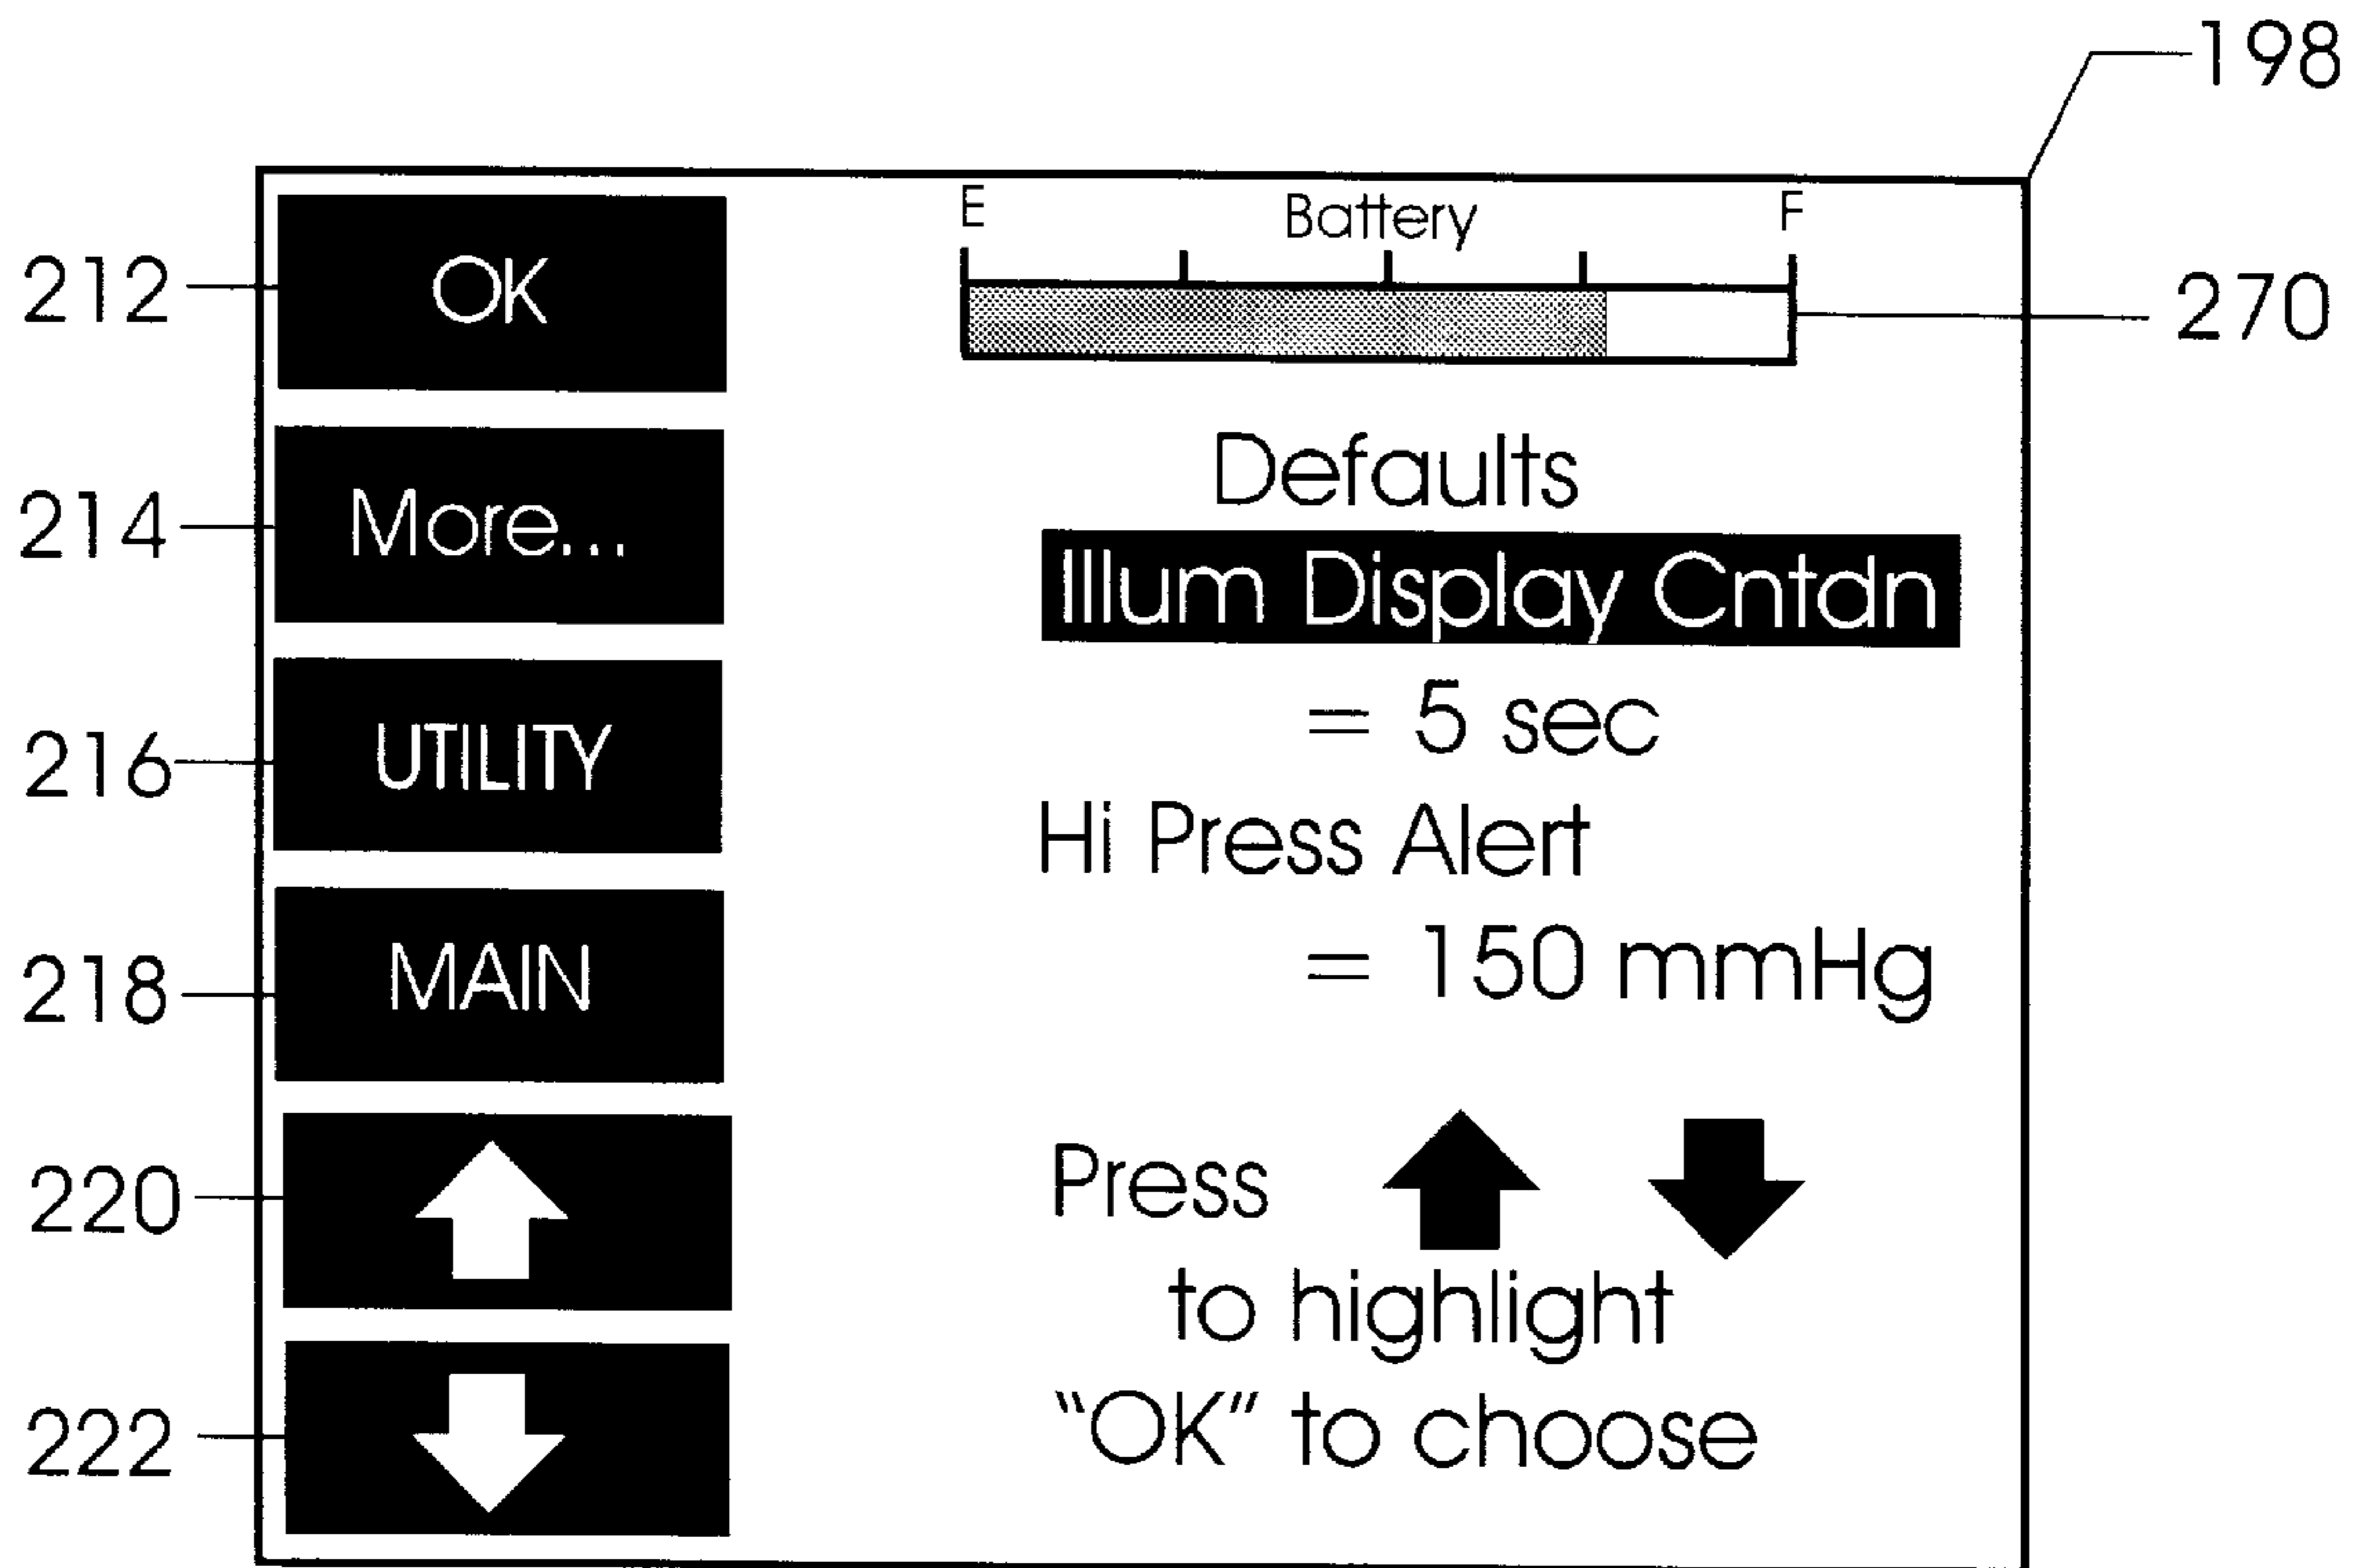 198
E Battery F
212 OK
270
Defaults
214 More...
Illum Display Cntdn
= 5 sec
216 UTILITY
Hi Press Alert
218 MAIN
= 150 mmHg
220
Press
to highlight
222
"OK" to choose